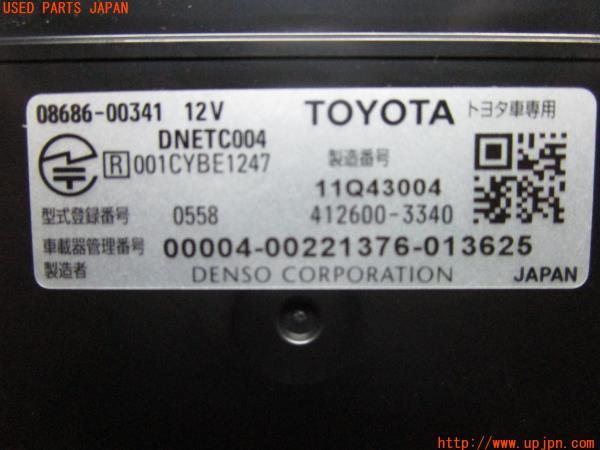 USED PARTS JAPAN
08686-00341 12V TOYOTA トヨタ車専用
DNETC004
R 001CYBE1247 製造番号
11Q43004
型式登録番号 0558 412600-3340
車載器管理番号 00004-00221376-013625
製造者 DENSO CORPORATION JAPAN
http://www.upjpn.com/